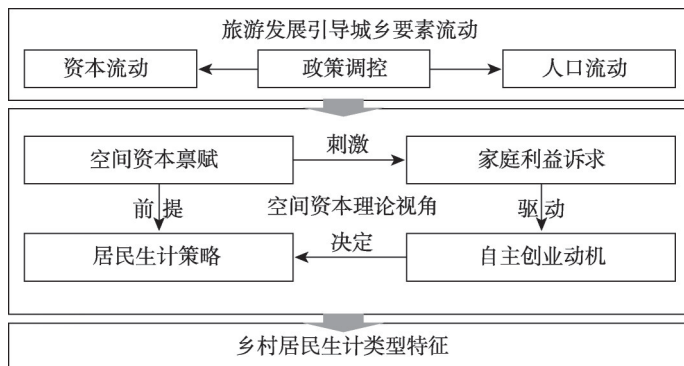 旅游发展引导城乡要素流动
资本流动 政策调控 人口流动
空间资本禀赋 刺激 家庭利益诉求
前提 空间资本理论视角 驱动
居民生计策略 决定 自主创业动机
乡村居民生计类型特征